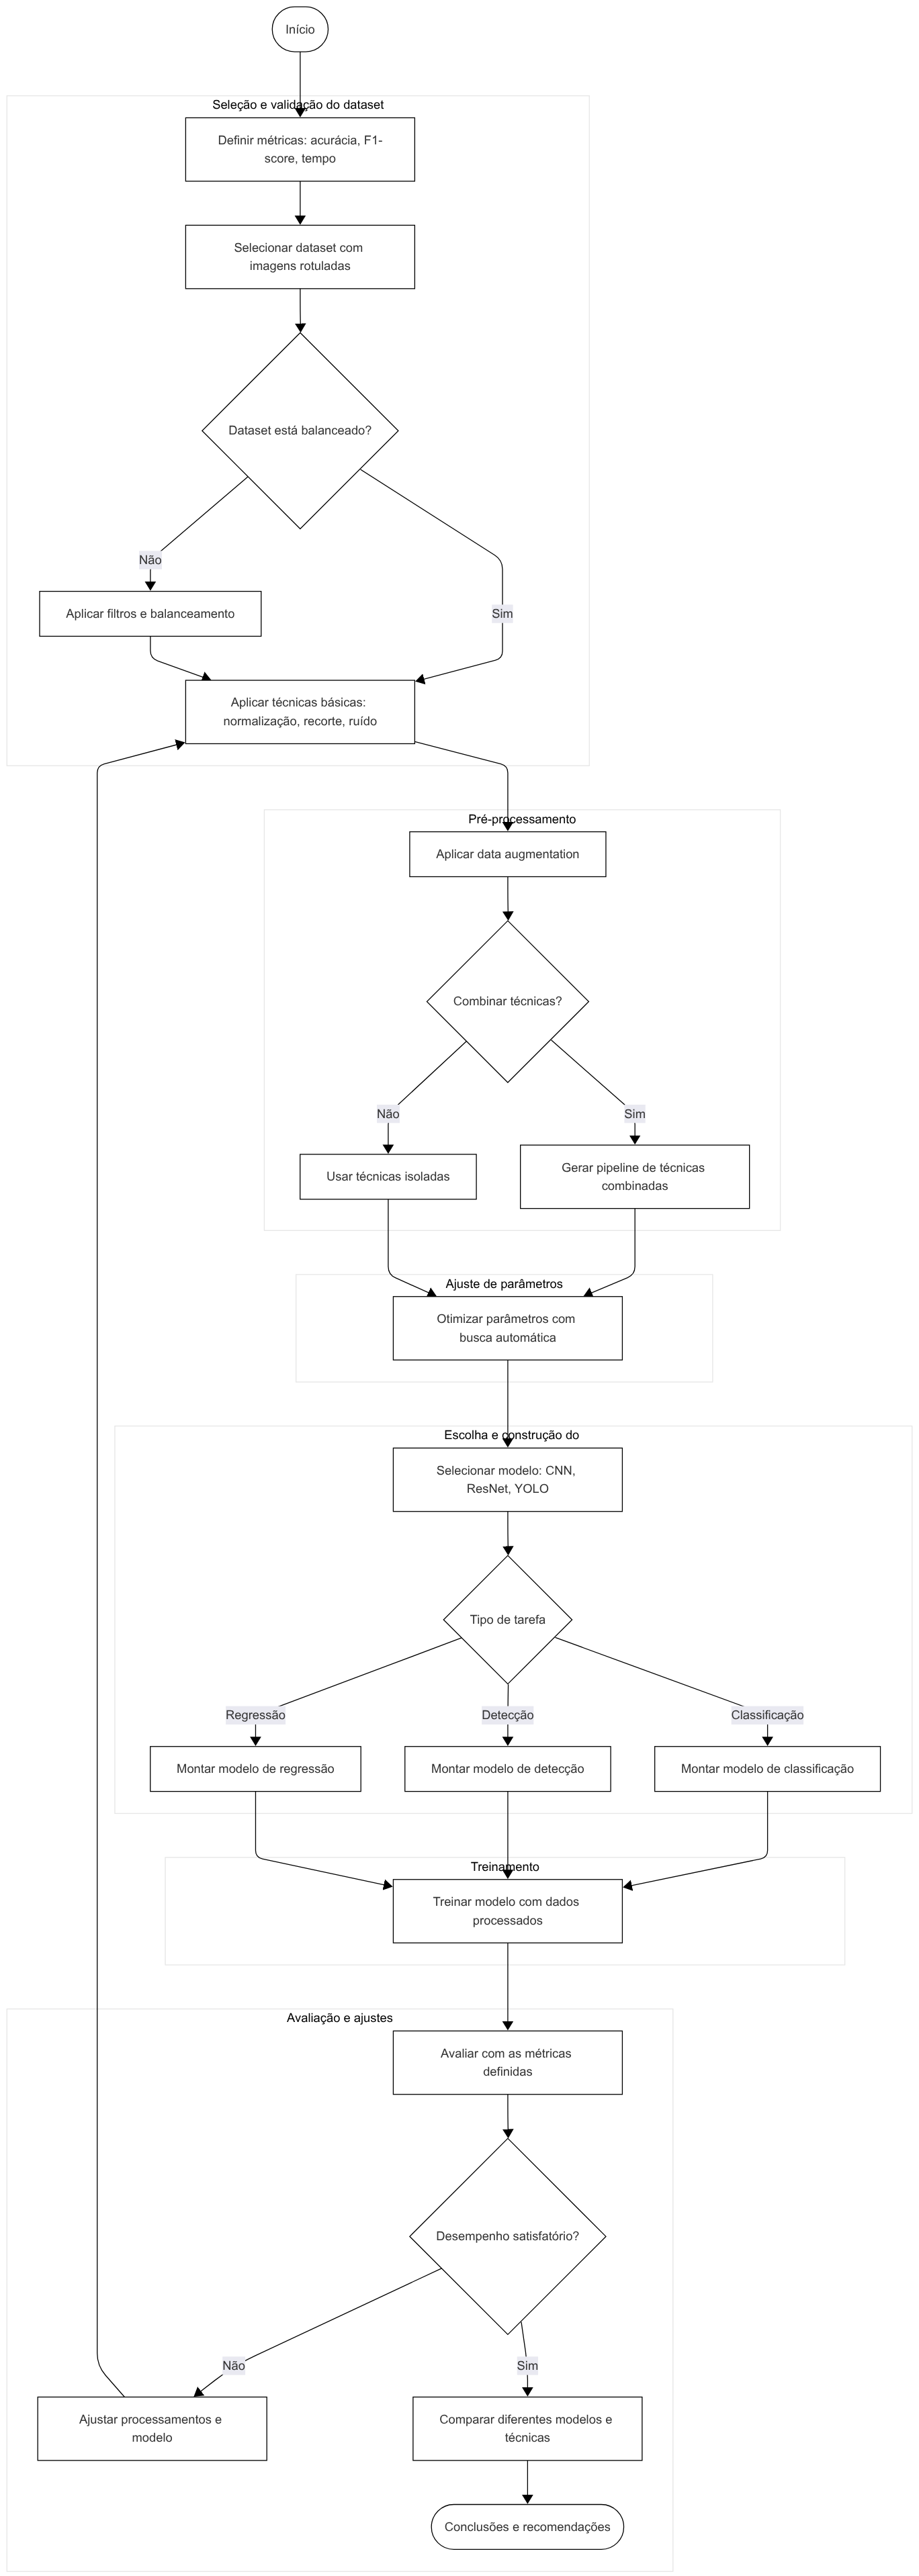 Início
Seleção e validação do dataset
Definir métricas: acurácia, F1-
score, tempo
Selecionar dataset com
imagens rotuladas
Dataset está balanceado?
Não
Sim
Aplicar filtros e balanceamento
Aplicar técnicas básicas:
normalização, recorte, ruído
Pré-processamento
Aplicar data augmentation
Combinar técnicas?
Não
Sim
Usar técnicas isoladas
Gerar pipeline de técnicas
combinadas
Ajuste de parâmetros
Otimizar parâmetros com
busca automática
Escolha e construção do
Selecionar modelo: CNN,
ResNet, YOLO
Tipo de tarefa
Regressão
Detecção
Classificação
Montar modelo de regressão
Montar modelo de detecção
Montar modelo de classificação
Treinamento
Treinar modelo com dados
processados
Avaliação e ajustes
Avaliar com as métricas
definidas
Desempenho satisfatório?
Não
Sim
Ajustar processamentos e
modelo
Comparar diferentes modelos e
técnicas
Conclusões e recomendações